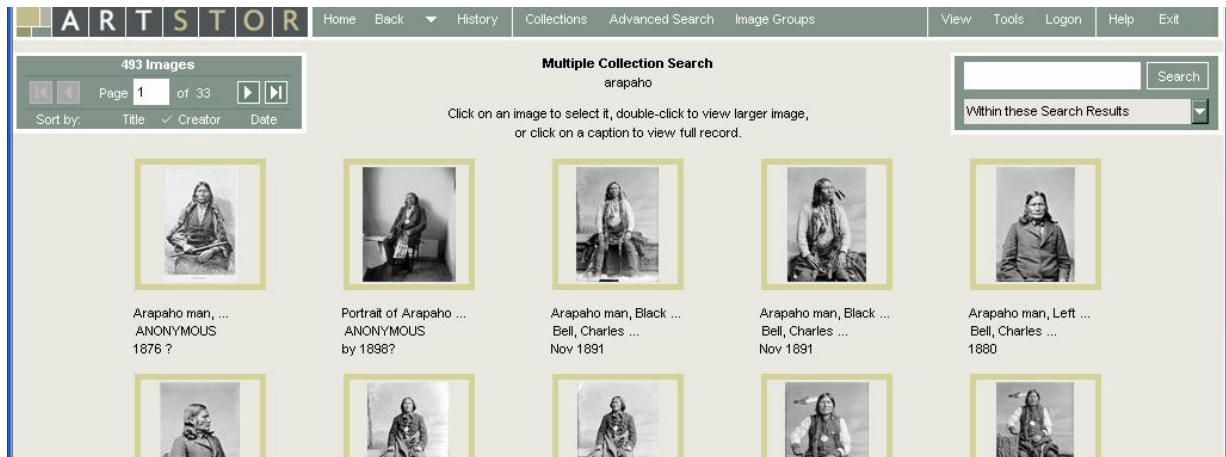 ARTSTOR Home Back History Collections Advanced Search Image Groups View Tools Logon Help Exit
493 Images
Page 1 of 33
Sort by: Title ✓ Creator Date
Multiple Collection Search
arapaho
Click on an image to select it, double-click to view larger image,
or click on a caption to view full record.
Search
Within these Search Results
Arapaho man, ...
ANONYMOUS
1876 ?
Portrait of Arapaho ...
ANONYMOUS
by 1898?
Arapaho man, Black ...
Bell, Charles ...
Nov 1891
Arapaho man, Black ...
Bell, Charles ...
Nov 1891
Arapaho man, Left ...
Bell, Charles ...
1880